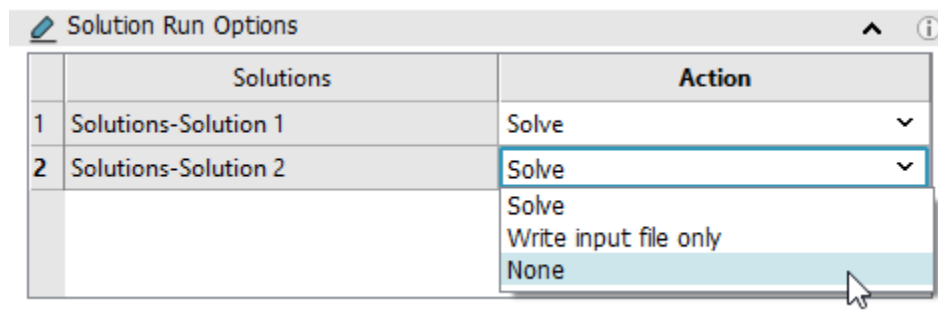 Solution Run Options
Solutions Action
1 Solutions-Solution 1 Solve
2 Solutions-Solution 2 Solve
Solve
Write input file only
None